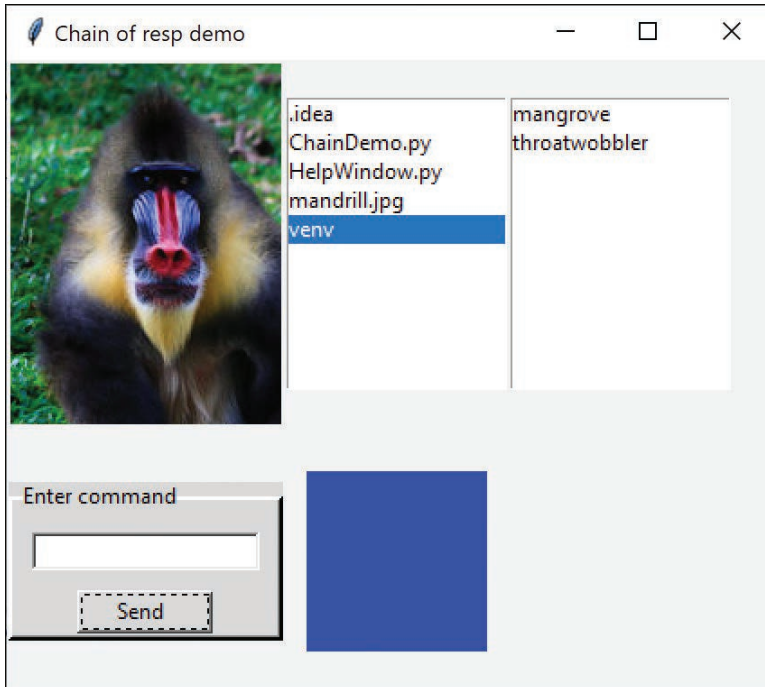 Chain of resp demo
.idea
ChainDemo.py
HelpWindow.py
mandrill.jpg
venv
mangrove
throatwobbler
Enter command
Send